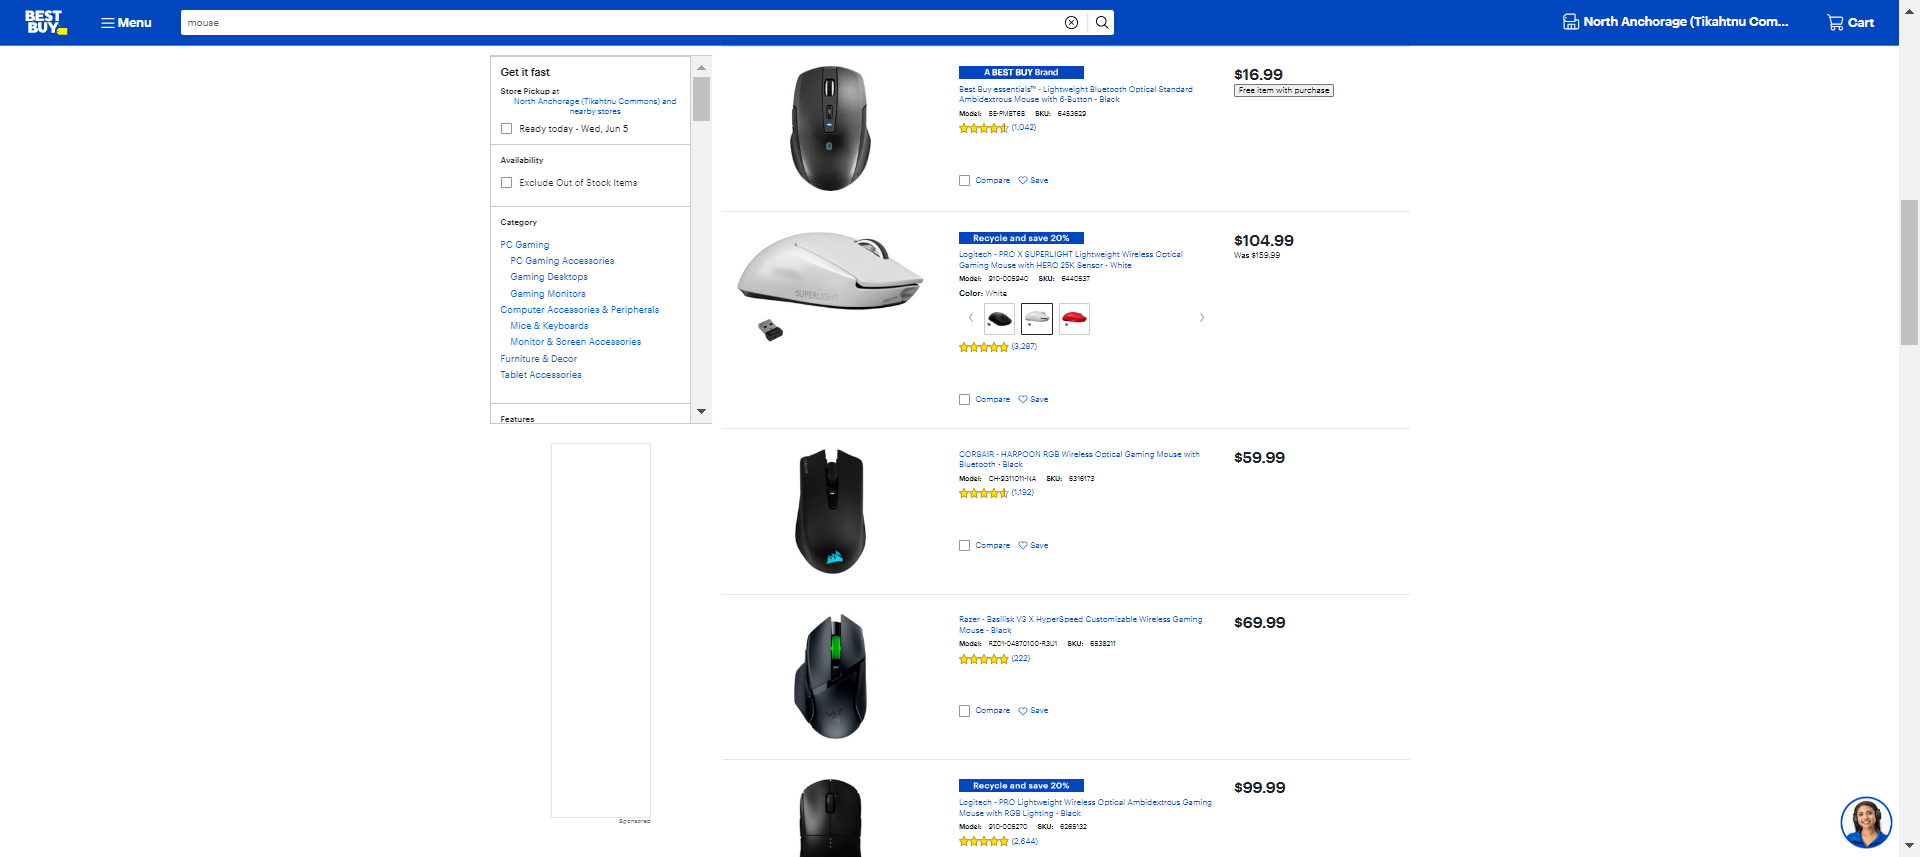 BEST
BUY
Menu
mouse
North Anchorage (Tikahtnu Com...
Cart
Get it fast
Store Pickup at
North Anchorage (Tikahtnu Commons) and
nearby stores
Ready today - Wed, Jun 5
Availability
Exclude Out of Stock Items
Category
PC Gaming
PC Gaming Accessories
Gaming Desktops
Gaming Monitors
Computer Accessories & Peripherals
Mice & Keyboards
Monitor & Screen Accessories
Furniture & Decor
Tablet Accessories
Features
Sponsored
A BEST BUY Brand
Best Buy essentials™ - Lightweight Bluetooth Optical Standard
Ambidextrous Mouse with 6-Button - Black
Model: BE-PMBT6B SKU: 6453629
(1,042)
Compare Save
$16.99
Free item with purchase
SUPERLIGHT
Recycle and save 20%
Logitech - PRO X SUPERLIGHT Lightweight Wireless Optical
Gaming Mouse with HERO 25K Sensor - White
Model: 910-005940 SKU: 6440537
Color: White
(3,267)
Compare Save
$104.99
Was $159.99
CORSAIR - HARPOON RGB Wireless Optical Gaming Mouse with
Bluetooth - Black
Model: CH-9311011-NA SKU: 6316173
(1,192)
Compare Save
$59.99
Razer - Basilisk V3 X HyperSpeed Customizable Wireless Gaming
Mouse - Black
Model: RZ01-04870100-R3U1 SKU: 6538211
(222)
Compare Save
$69.99
Recycle and save 20%
Logitech - PRO Lightweight Wireless Optical Ambidextrous Gaming
Mouse with RGB Lighting - Black
Model: 910-005270 SKU: 6265132
(2,644)
$99.99